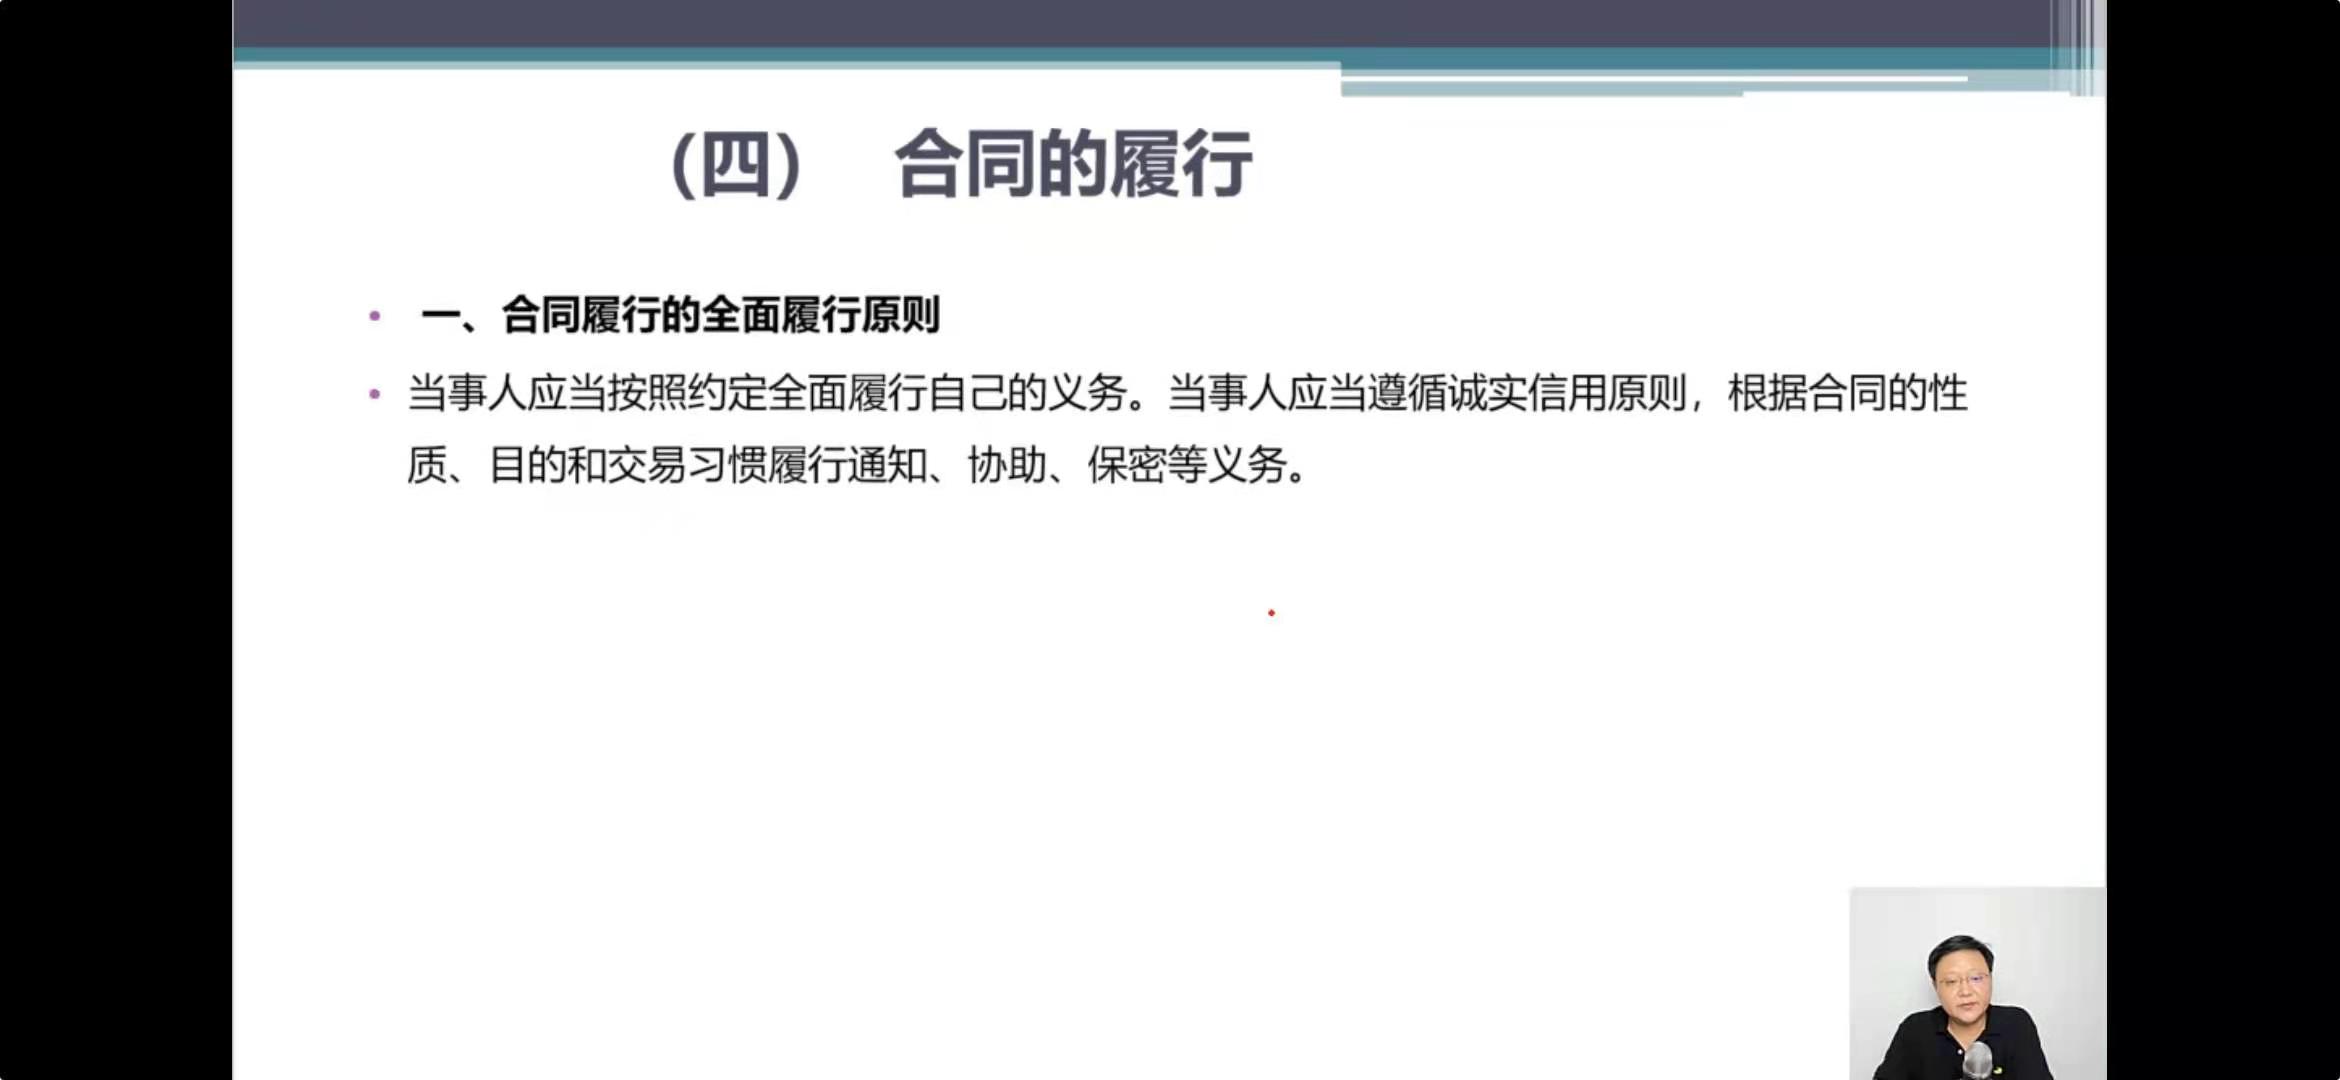 （四） 合同的履行
• 一、合同履行的全面履行原则
• 当事人应当按照约定全面履行自己的义务。当事人应当遵循诚实信用原则，根据合同的性
质、目的和交易习惯履行通知、协助、保密等义务。